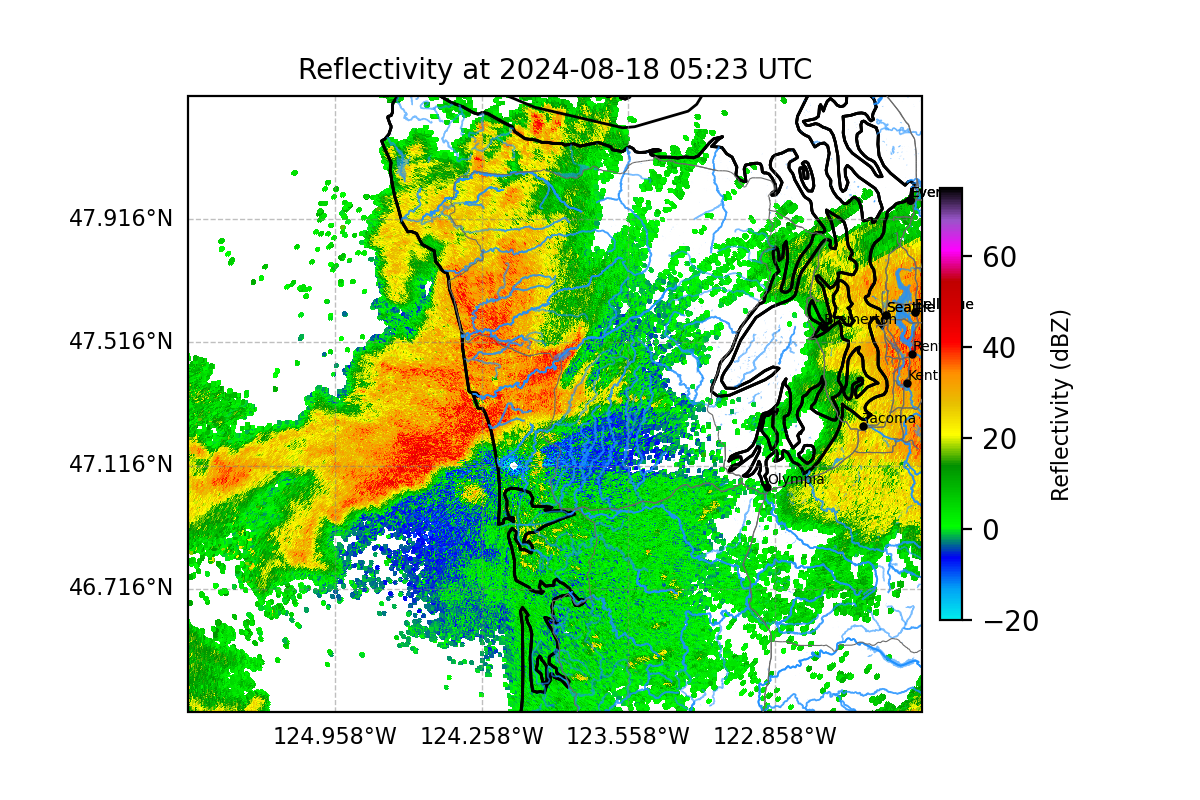 Reflectivity at 2024-08-18 05:23 UTC
47.916°N
47.516°N
47.116°N
46.716°N
124.958°W
124.258°W
123.558°W
122.858°W
Ever
Seattle
Bremerton
Kent
Tacoma
Olympia
60
40
20
0
−20
Reflectivity (dBZ)